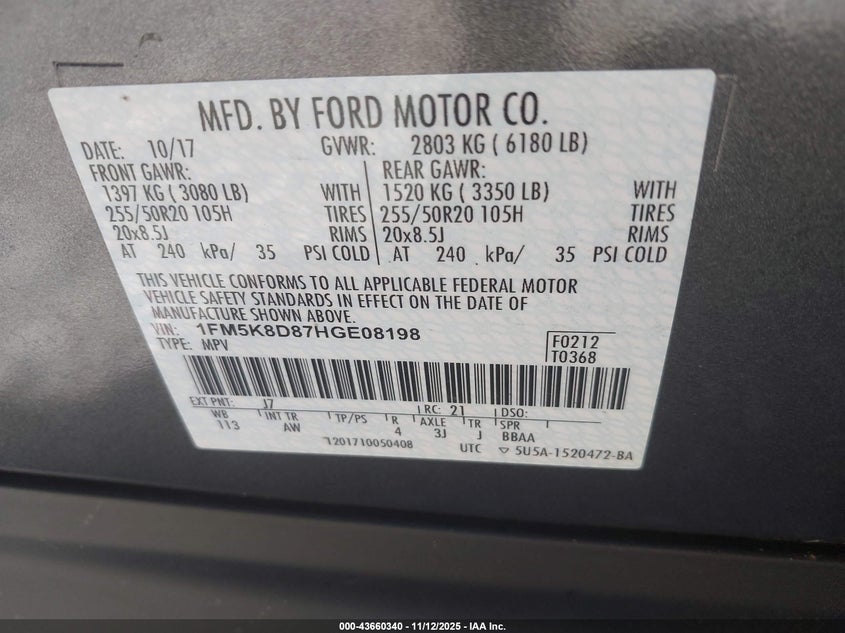 MFD. BY FORD MOTOR CO.
DATE: 10/17 GVWR: 2803 KG ( 6180 LB)
FRONT GAWR: REAR GAWR:
1397 KG ( 3080 LB) WITH 1520 KG ( 3350 LB) WITH
255/50R20 105H TIRES 255/50R20 105H TIRES
20x8.5J RIMS 20x8.5J RIMS
AT 240 kPa/ 35 PSI COLD AT 240 kPa/ 35 PSI COLD
THIS VEHICLE CONFORMS TO ALL APPLICABLE FEDERAL MOTOR
VEHICLE SAFETY STANDARDS IN EFFECT ON THE DATE OF
MANUFACTURE SHOWN ABOVE.
VIN: 1FM5K8D87HGE08198
TYPE: MPV
F0212
T0368
EXT PNT: J7 RC: 21 DSO:
WB INT TR TP/PS R AXLE TR SPR
113 AW 4 3J J BBAA
T201710050408 UTC ▽ 5U5A-1520472-BA
000-43660340 - 11/12/2025 - IAA Inc.